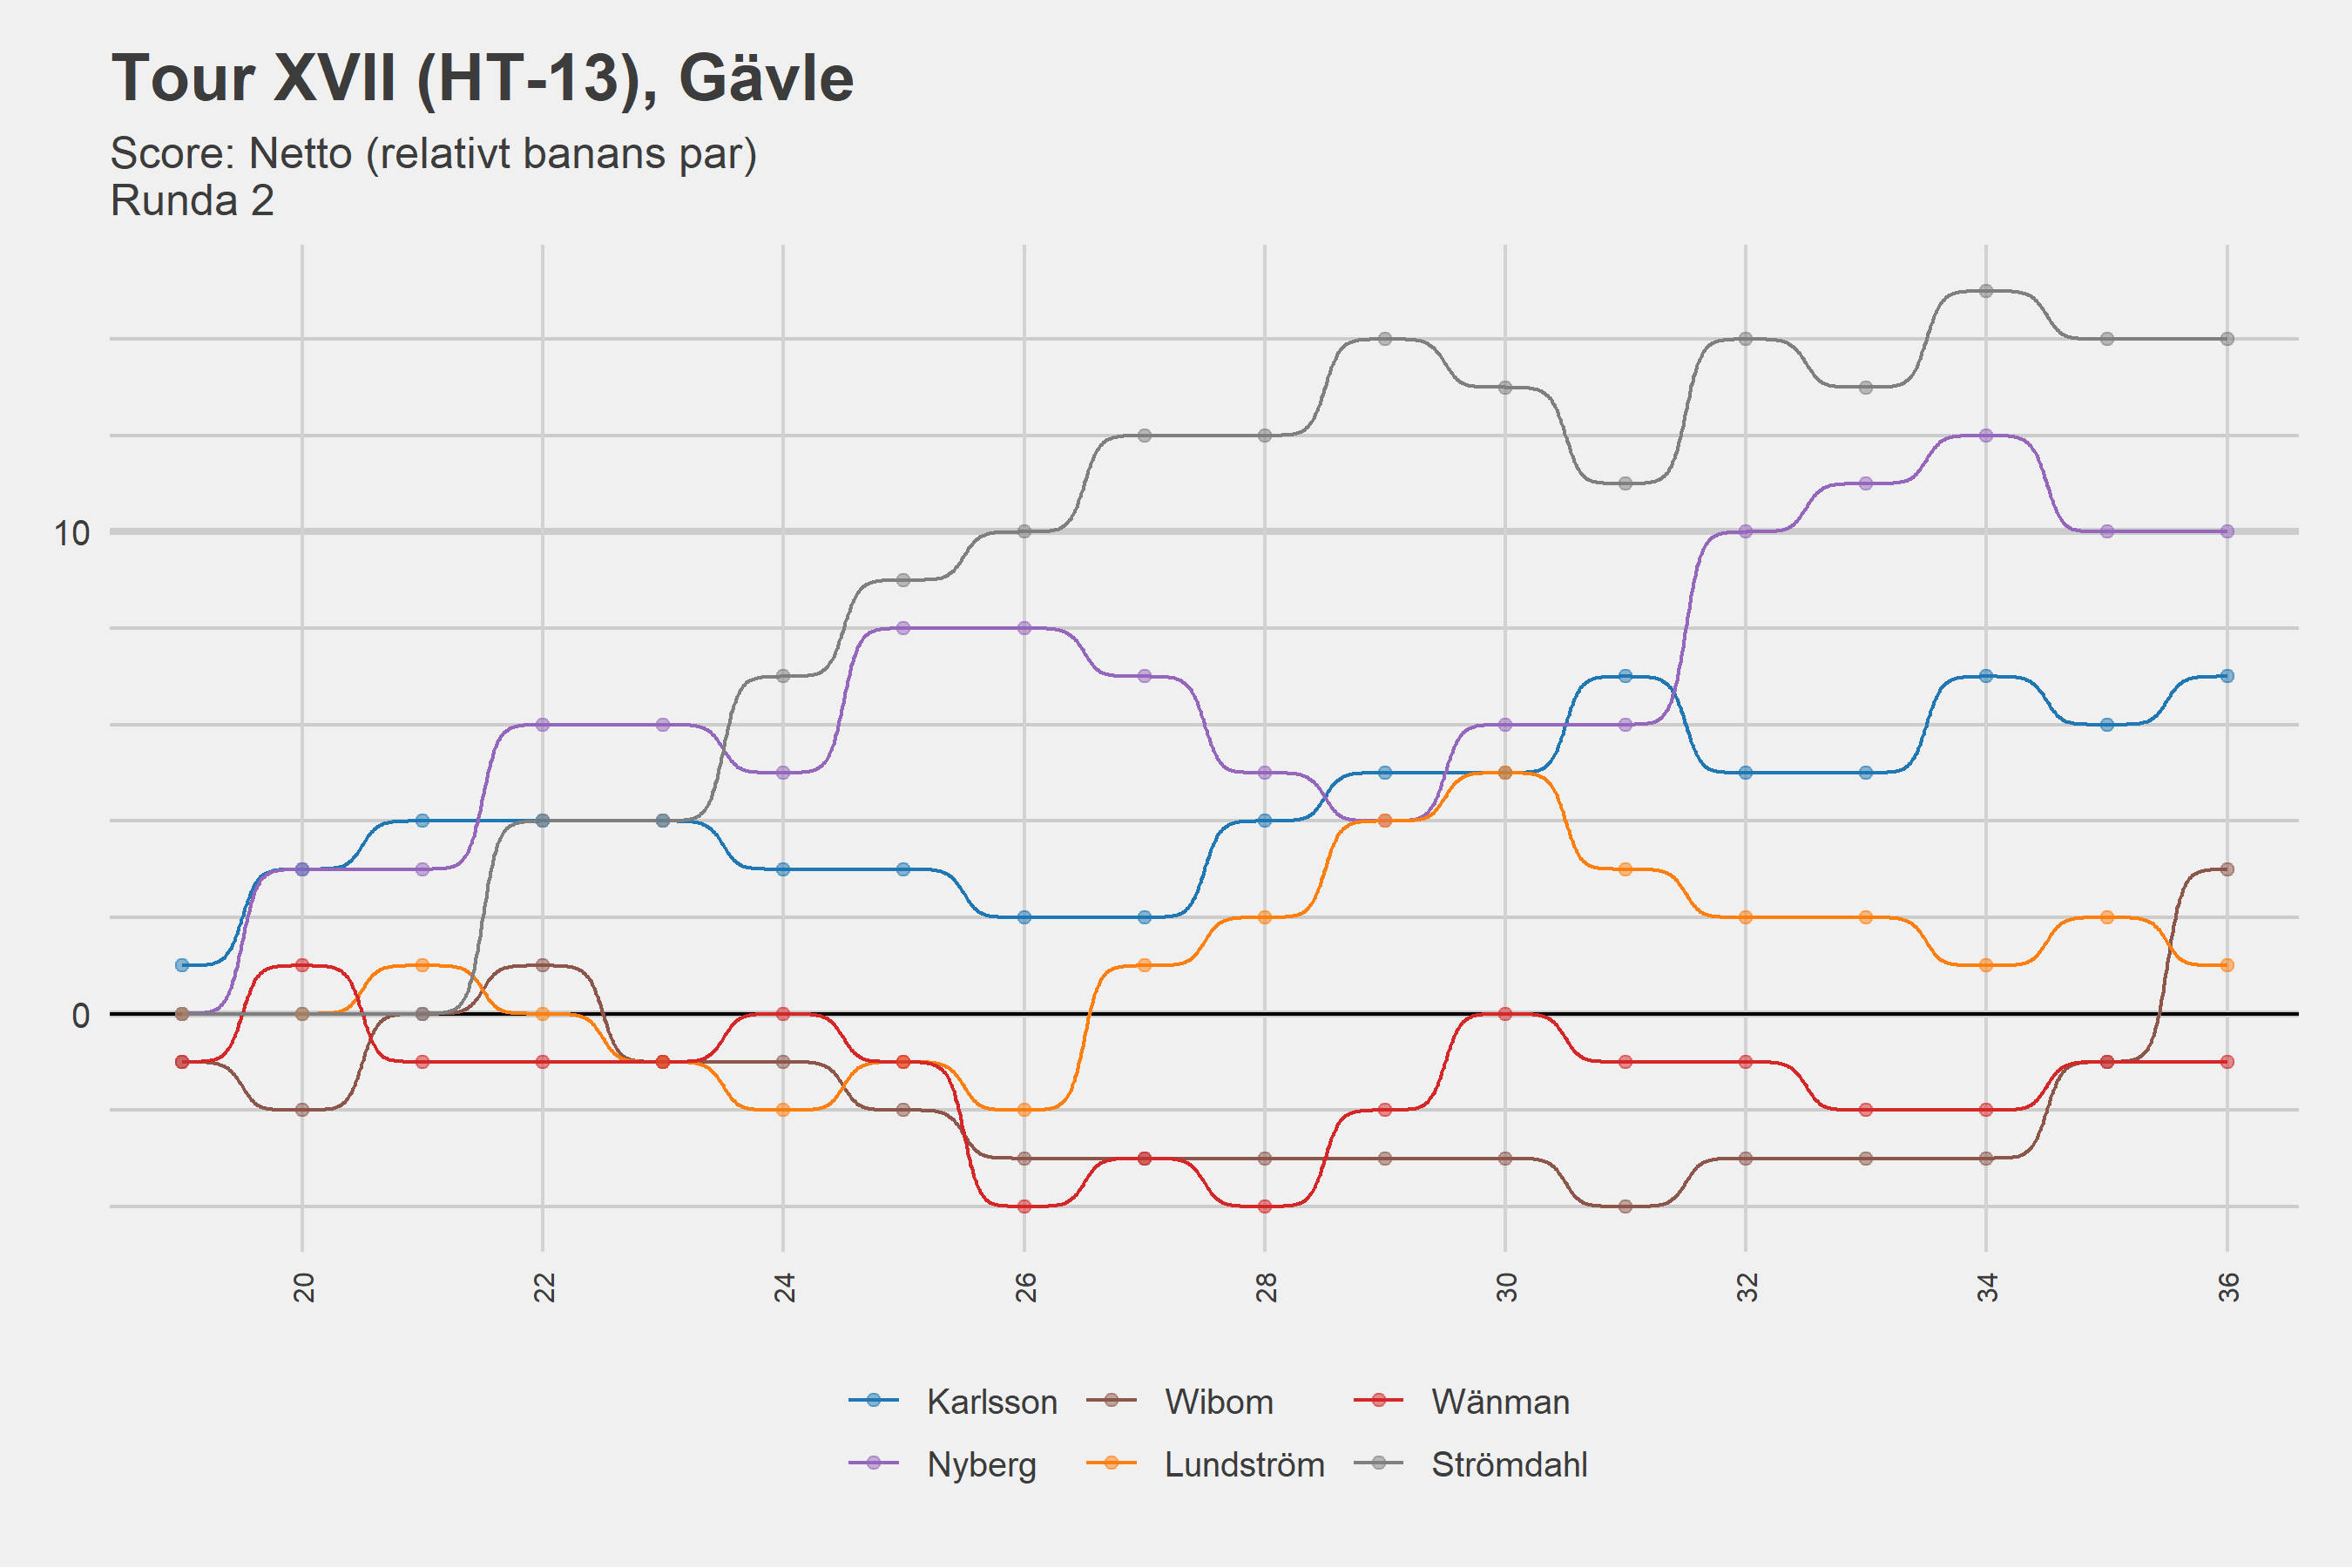 Tour XVII (HT-13), Gävle
Score: Netto (relativt banans par)
Runda 2
10
0
20 22 24 26 28 30 32 34 36
Karlsson Wibom Wänman
Nyberg Lundström Strömdahl